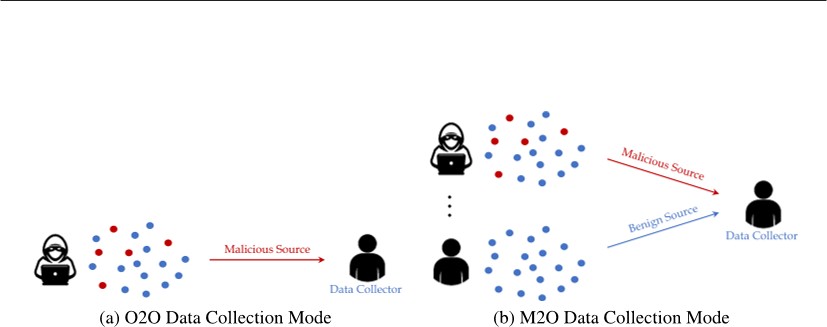 Malicious Source
Data Collector
(a) O2O Data Collection Mode
Malicious Source
Benign Source
Data Collector
(b) M2O Data Collection Mode